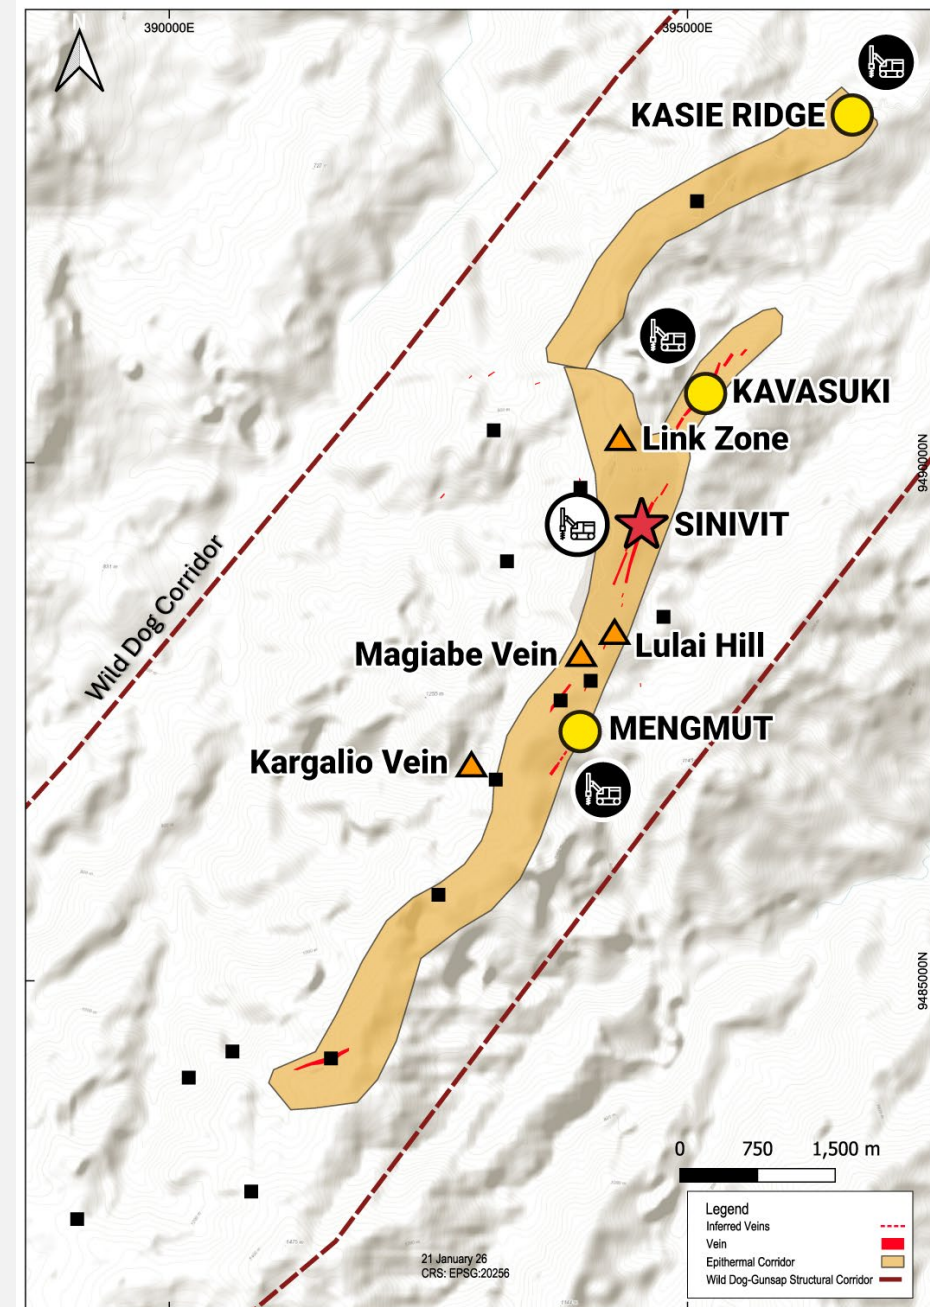 N
390000E
395000E
KASIE RIDGE
KAVASUKI
Link Zone
9490000N
SINIVIT
Wild Dog Corridor
Lulai Hill
Magiabe Vein
MENGMUT
Kargalio Vein
9485000N
0 750 1,500 m
Legend
Inferred Veins
Vein
Epithermal Corridor
Wild Dog-Gunsap Structural Corridor
21 January 26
CRS: EPSG:20256